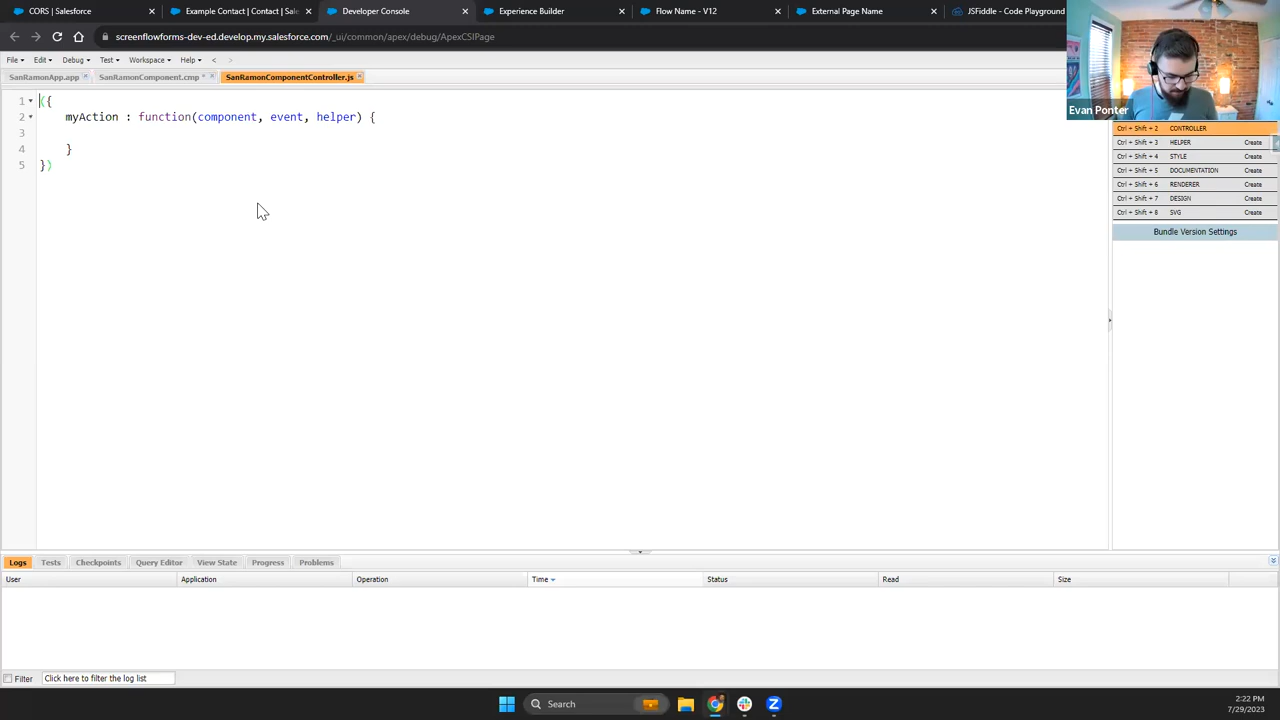 CORS | Salesforce
Example Contact | Contact | Sale
Developer Console
Experience Builder
Flow Name - V12
External Page Name
JSFiddle - Code Playground
screenflowforms-dev-ed.develop.my.salesforce.com/_ui/common/apex/debug/ApexCSIPage
File Edit Debug Test Workspace Help < >
SanRamonApp.app SanRamonComponent.cmp * SanRamonComponentController.js
Evan Ponter
1 ({
2 myAction : function(component, event, helper) {
3
4 }
5 })
Ctrl + Shift + 2 CONTROLLER
Ctrl + Shift + 3 HELPER Create
Ctrl + Shift + 4 STYLE Create
Ctrl + Shift + 5 DOCUMENTATION Create
Ctrl + Shift + 6 RENDERER Create
Ctrl + Shift + 7 DESIGN Create
Ctrl + Shift + 8 SVG Create
Bundle Version Settings
Logs Tests Checkpoints Query Editor View State Progress Problems
User Application Operation Time Status Read Size
Filter Click here to filter the log list
Search
2:22 PM
7/29/2023